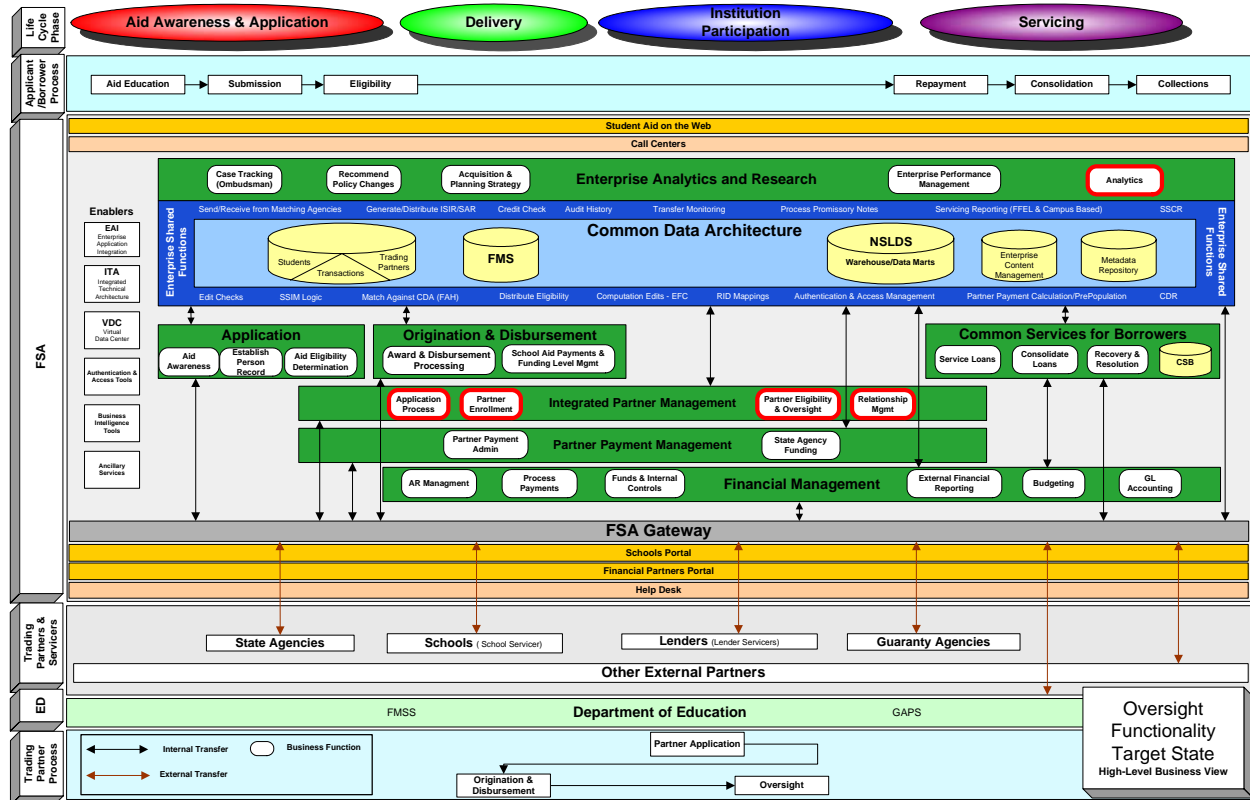 Life
Cycle
Phase
Aid Awareness & Application
Delivery
Institution
Participation
Servicing
Applicant
/Borrower
Process
Aid Education
Submission
Eligibility
Repayment
Consolidation
Collections
FSA
Student Aid on the Web
Call Centers
Case Tracking
(Ombudsman)
Recommend
Policy Changes
Acquisition &
Planning Strategy
Enterprise Analytics and Research
Enterprise Performance
Management
Analytics
Enablers
EAI
Enterprise
Application
Integration
ITA
Integrated
Technical
Architecture
VDC
Virtual
Data Center
Authentication &
Access Tools
Business
Intelligence
Tools
Ancillary
Services
Enterprise Shared
Functions
Send/Receive from Matching Agencies
Generate/Distribute ISIR/SAR
Credit Check
Audit History
Transfer Monitoring
Process Promissory Notes
Servicing Reporting (FFEL & Campus Based)
SSCR
Enterprise Shared
Functions
Common Data Architecture
Students
Trading
Partners
Transactions
FMS
NSLDS
Warehouse/Data Marts
Enterprise
Content
Management
Metadata
Repository
Edit Checks
SSIM Logic
Match Against CDA (FAH)
Distribute Eligibility
Computation Edits - EFC
RID Mappings
Authentication & Access Management
Partner Payment Calculation/PrePopulation
CDR
Application
Aid
Awareness
Establish
Person
Record
Aid Eligibility
Determination
Origination & Disbursement
Award & Disbursement
Processing
School Aid Payments &
Funding Level Mgmt
Common Services for Borrowers
Service Loans
Consolidate
Loans
Recovery &
Resolution
CSB
Application
Process
Partner
Enrollment
Integrated Partner Management
Partner Eligibility
& Oversight
Relationship
Mgmt
Partner Payment
Admin
Partner Payment Management
State Agency
Funding
AR Managment
Process
Payments
Funds & Internal
Controls
Financial Management
External Financial
Reporting
Budgeting
GL
Accounting
FSA Gateway
Schools Portal
Financial Partners Portal
Help Desk
Trading
Partners &
Servicers
State Agencies
Schools ( School Servicer)
Lenders (Lender Servicers)
Guaranty Agencies
Other External Partners
ED
FMSS
Department of Education
GAPS
Trading
Partner
Process
Internal Transfer
Business Function
External Transfer
Partner Application
Origination &
Disbursement
Oversight
Oversight
Functionality
Target State
High-Level Business View